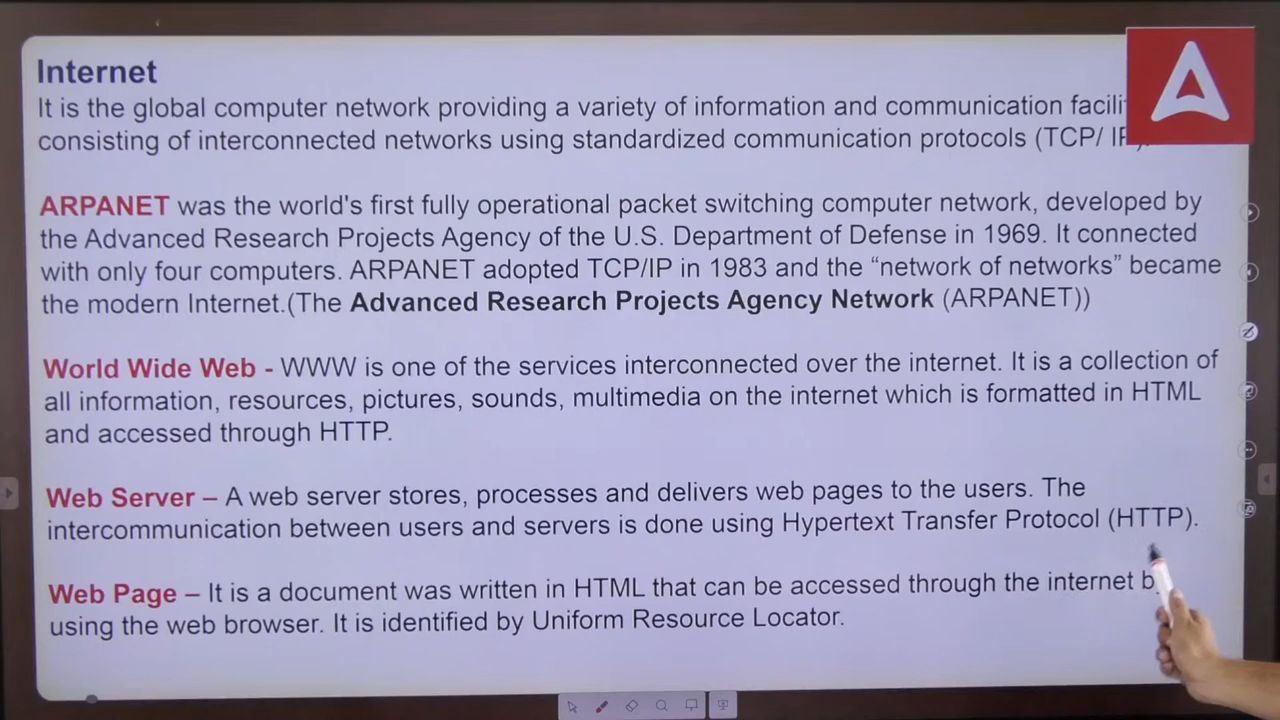 Internet
It is the global computer network providing a variety of information and communication
consisting of interconnected networks using standardized communication protocols (TCP/
ARPANET was the world's first fully operational packet switching computer network, developed by
the Advanced Research Projects Agency of the U.S. Department of Defense in 1969. It connected
with only four computers. ARPANET adopted TCP/IP in 1983 and the “network of networks” became
the modern Internet.(The Advanced Research Projects Agency Network (ARPANET))
World Wide Web - WWW is one of the services interconnected over the internet. It is a collection of
all information, resources, pictures, sounds, multimedia on the internet which is formatted in HTML
and accessed through HTTP.
Web Server – A web server stores, processes and delivers web pages to the users. The
intercommunication between users and servers is done using Hypertext Transfer Protocol (HTTP).
Web Page – It is a document was written in HTML that can be accessed through the internet
using the web browser. It is identified by Uniform Resource Locator.